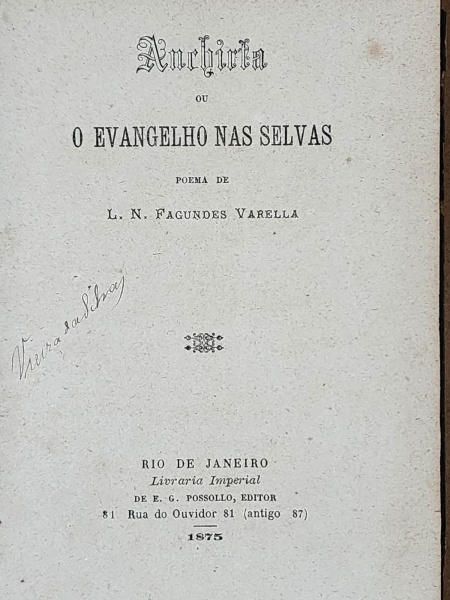 Anchieta
OU
O EVANGELHO NAS SELVAS
POEMA DE
L. N. FAGUNDES VARELLA
Vieira da Silva
RIO DE JANEIRO
Livraria Imperial
DE E. G. POSSOLLO, EDITOR
81 Rua do Ouvidor 81 (antigo 87)
1875